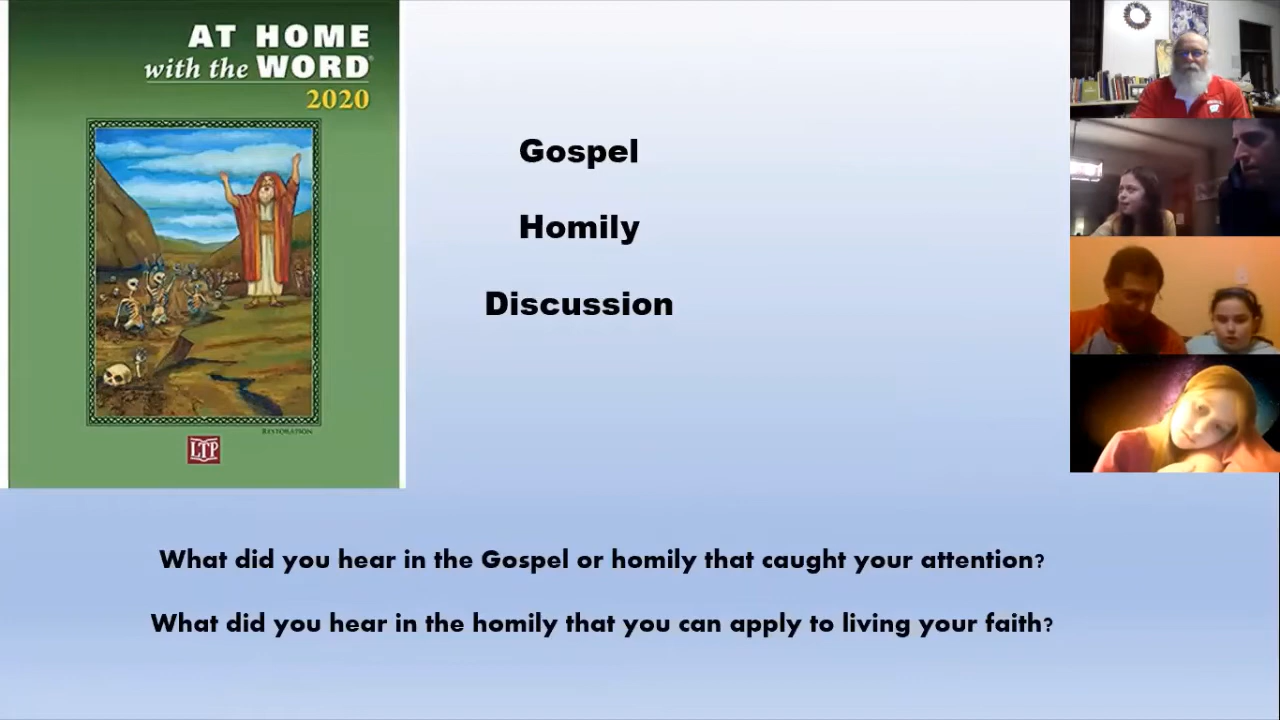 AT HOME
with the WORD®
2020
RESTORATION
LTP
Gospel
Homily
Discussion
What did you hear in the Gospel or homily that caught your attention?
What did you hear in the homily that you can apply to living your faith?